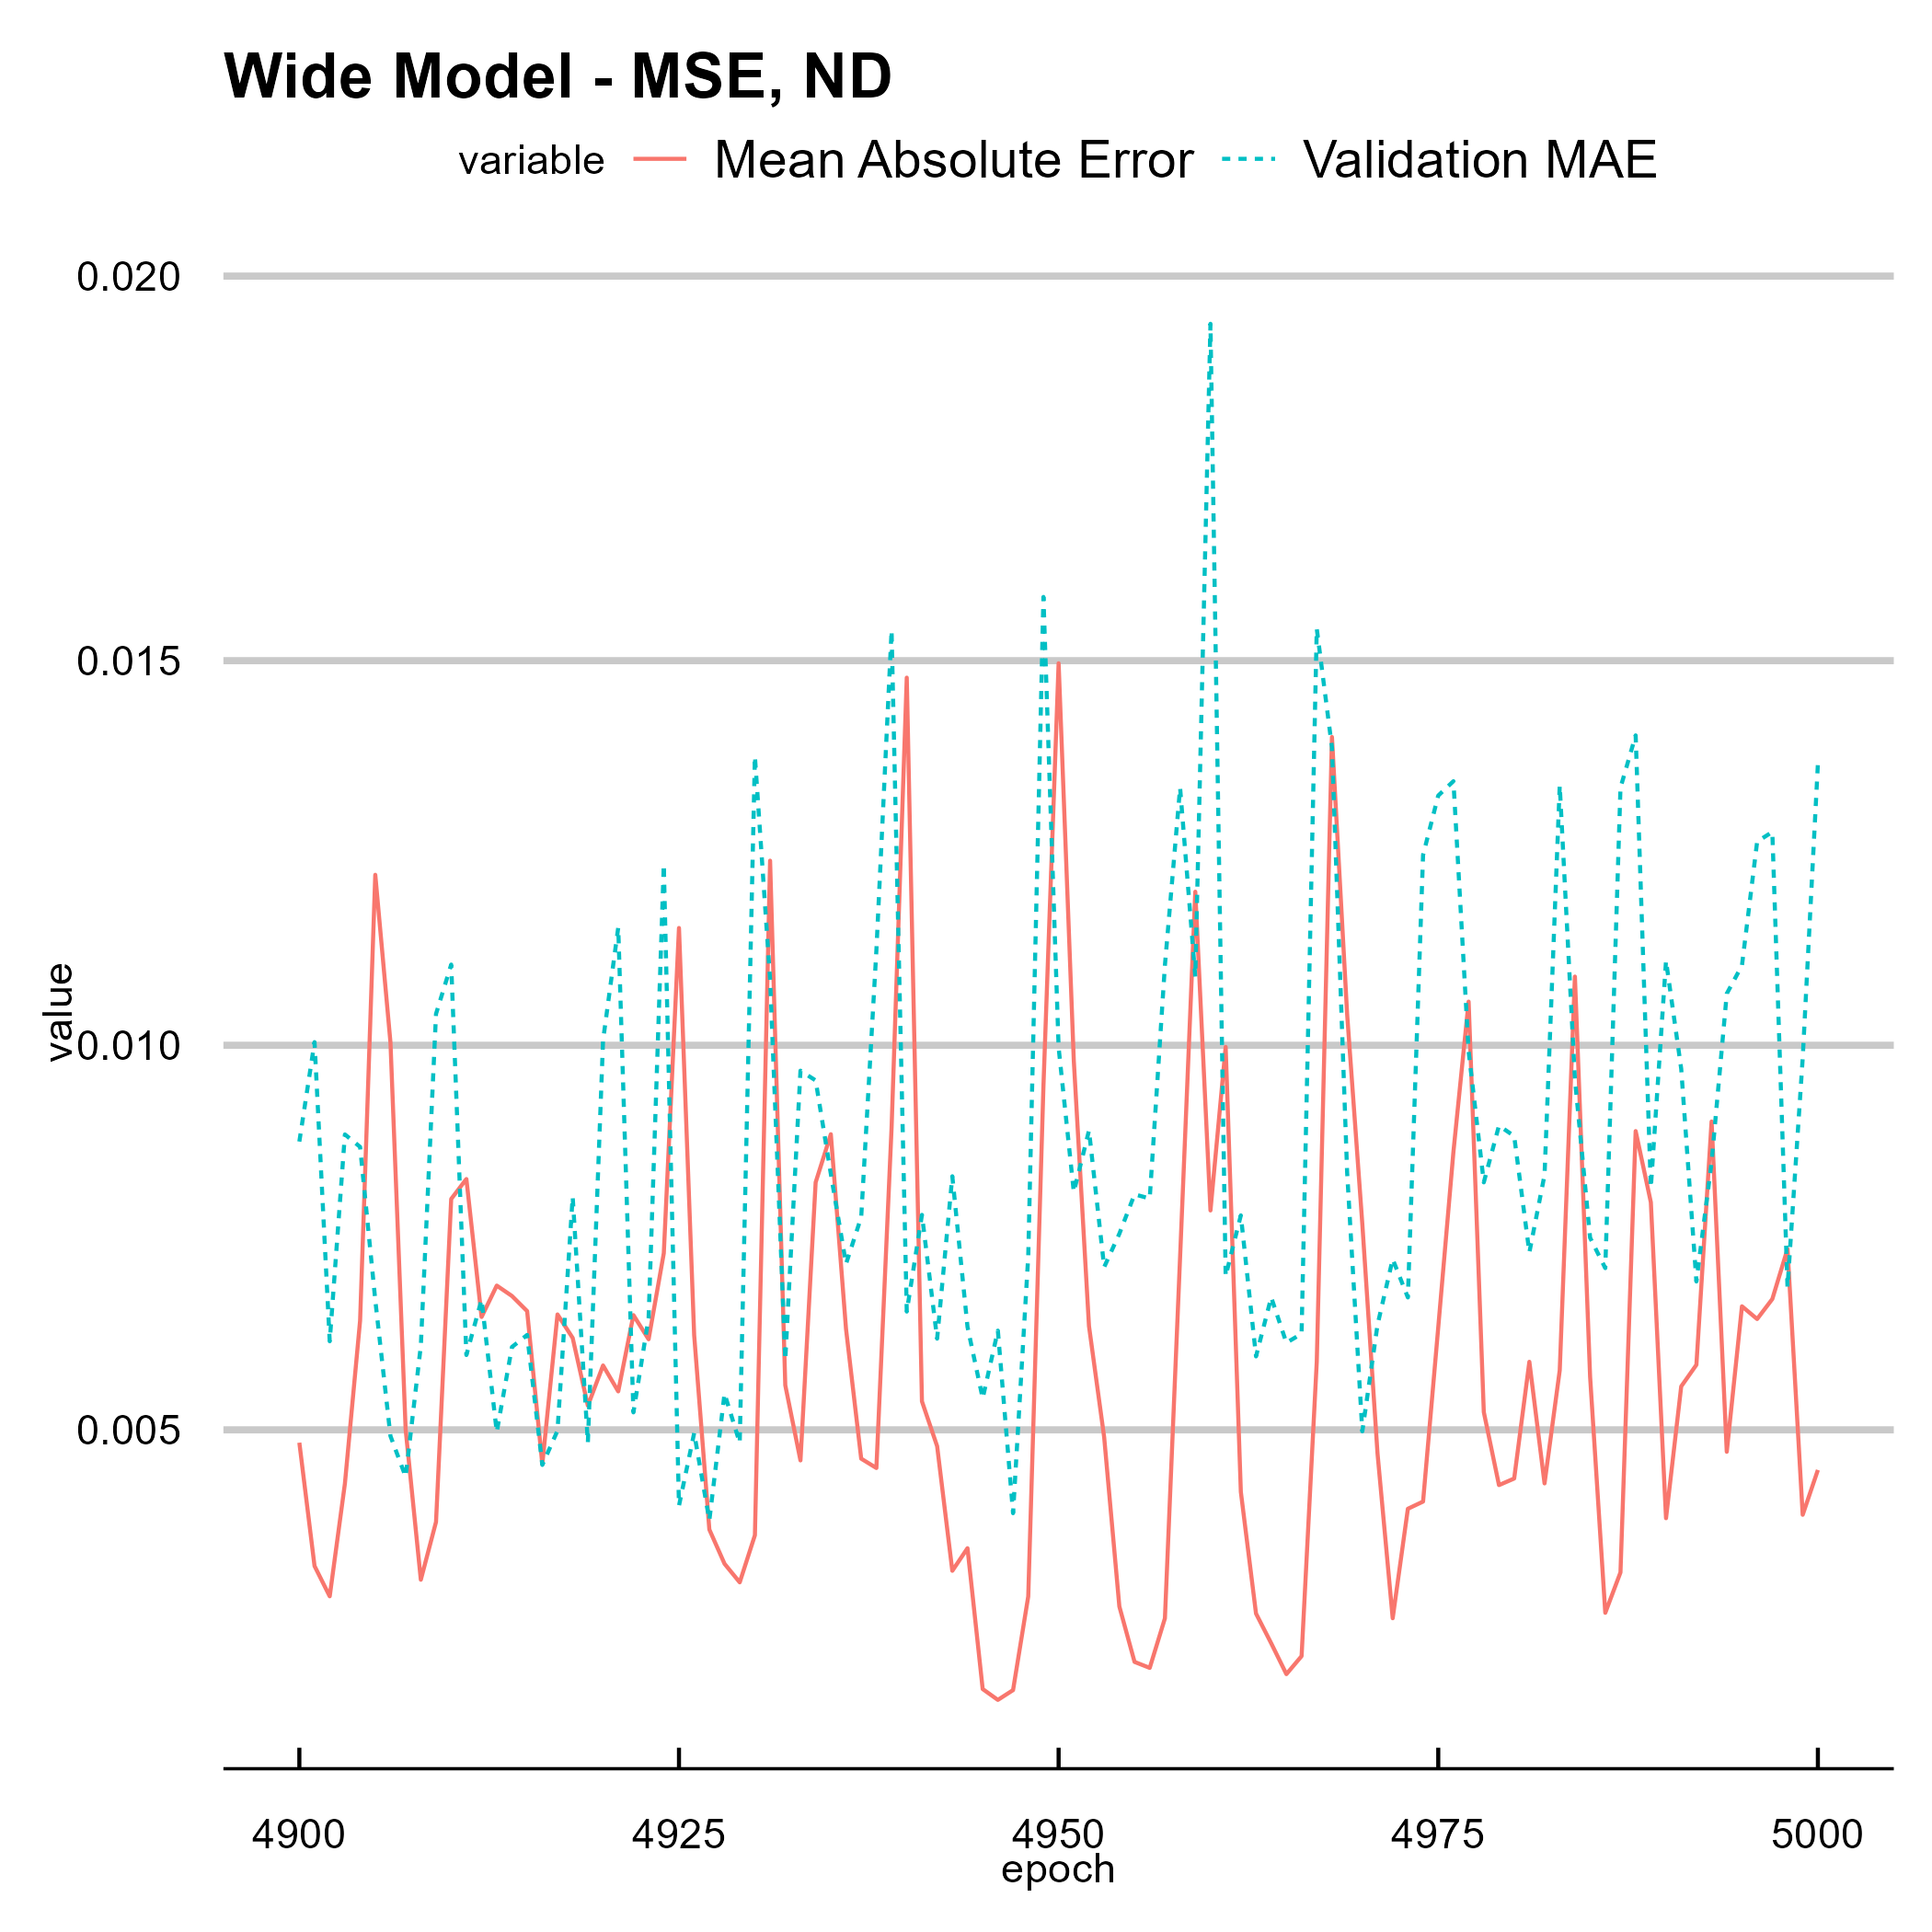 Wide Model - MSE, ND
variable Mean Absolute Error Validation MAE
0.020
0.015
0.010
0.005
value
4900 4925 4950 4975 5000
epoch